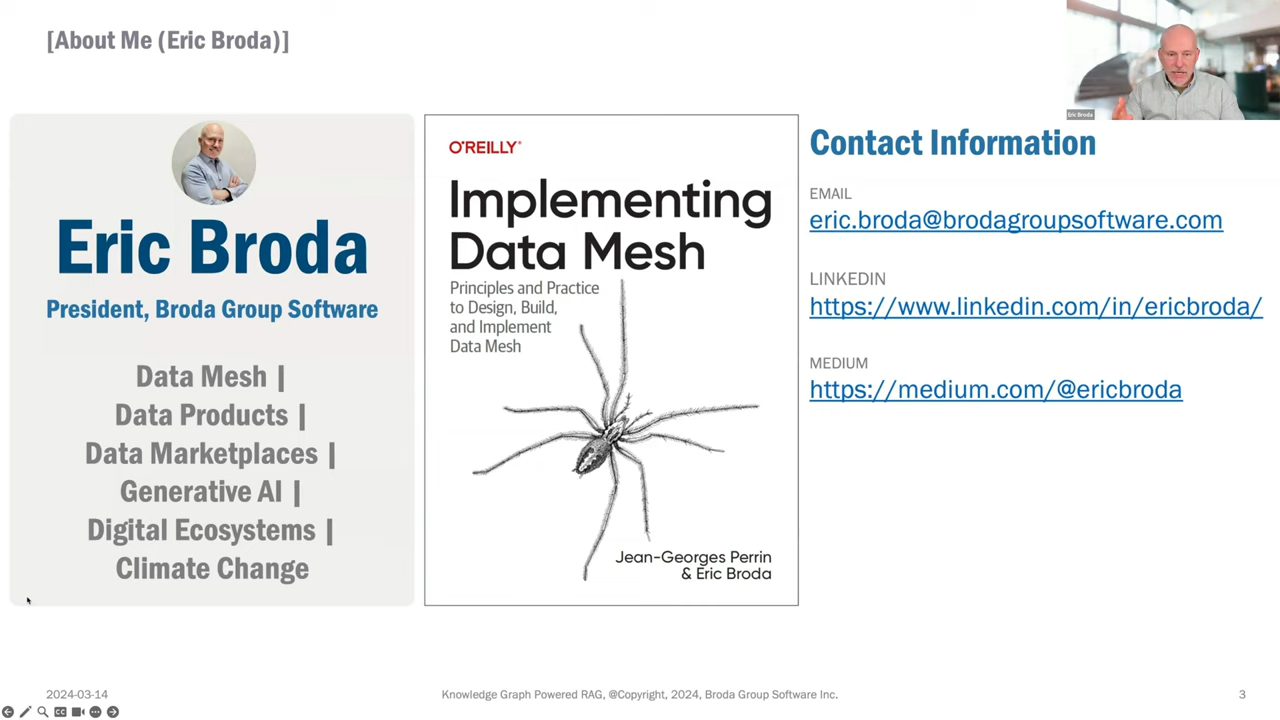 [About Me (Eric Broda)]
Eric Broda
Eric Broda
President, Broda Group Software
Data Mesh |
Data Products |
Data Marketplaces |
Generative AI |
Digital Ecosystems |
Climate Change
O'REILLY®
Implementing
Data Mesh
Principles and Practice
to Design, Build,
and Implement
Data Mesh
Jean-Georges Perrin
& Eric Broda
Contact Information
EMAIL
eric.broda@brodagroupsoftware.com
LINKEDIN
https://www.linkedin.com/in/ericbroda/
MEDIUM
https://medium.com/@ericbroda
2024-03-14
Knowledge Graph Powered RAG, @Copyright, 2024, Broda Group Software Inc.
3
CC